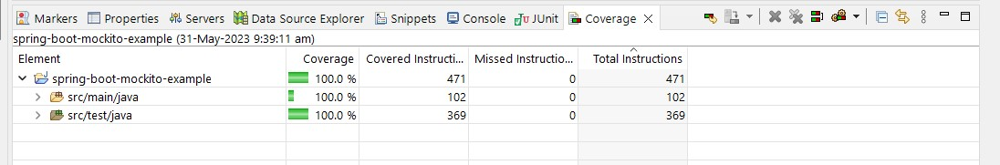 Markers Properties Servers Data Source Explorer Snippets Console JUnit Coverage
spring-boot-mockito-example (31-May-2023 9:39:11 am)
Element Coverage Covered Instructi... Missed Instructio... Total Instructions
spring-boot-mockito-example 100.0 % 471 0 471
src/main/java 100.0 % 102 0 102
src/test/java 100.0 % 369 0 369